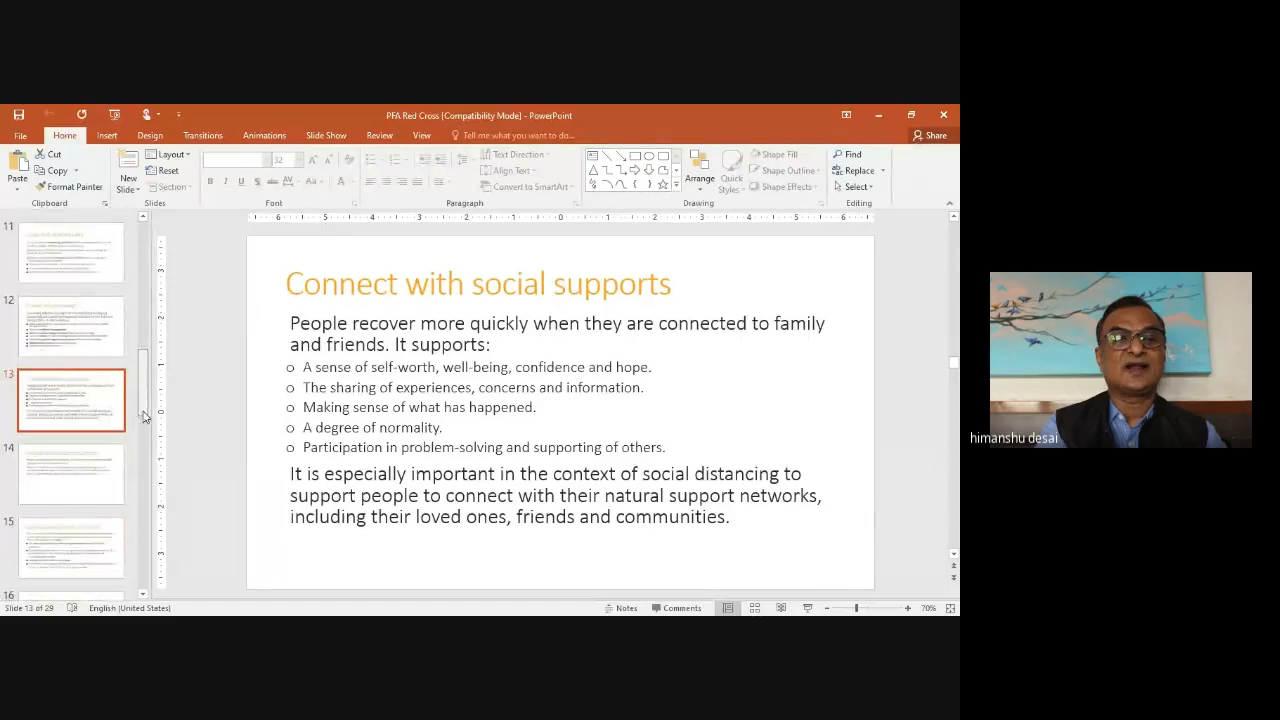 PFA Red Cross [Compatibility Mode] - PowerPoint
File Home Insert Design Transitions Animations Slide Show Review View Tell me what you want to do... Share
Paste
Cut
Copy
Format Painter
Clipboard
New
Slide
Layout
Reset
Section
Slides
32
B I U S abc AV Aa A
Font
Text Direction
Align Text
Convert to SmartArt
Paragraph
Arrange
Quick
Styles
Shape Fill
Shape Outline
Shape Effects
Drawing
Find
Replace
Select
Editing
11
12
13
14
15
16
Connect with social supports
People recover more quickly when they are connected to family
and friends. It supports:
o A sense of self-worth, well-being, confidence and hope.
o The sharing of experiences, concerns and information.
o Making sense of what has happened.
o A degree of normality.
o Participation in problem-solving and supporting of others.
It is especially important in the context of social distancing to
support people to connect with their natural support networks,
including their loved ones, friends and communities.
Slide 13 of 29 English (United States) Notes Comments 70%
himanshu desai